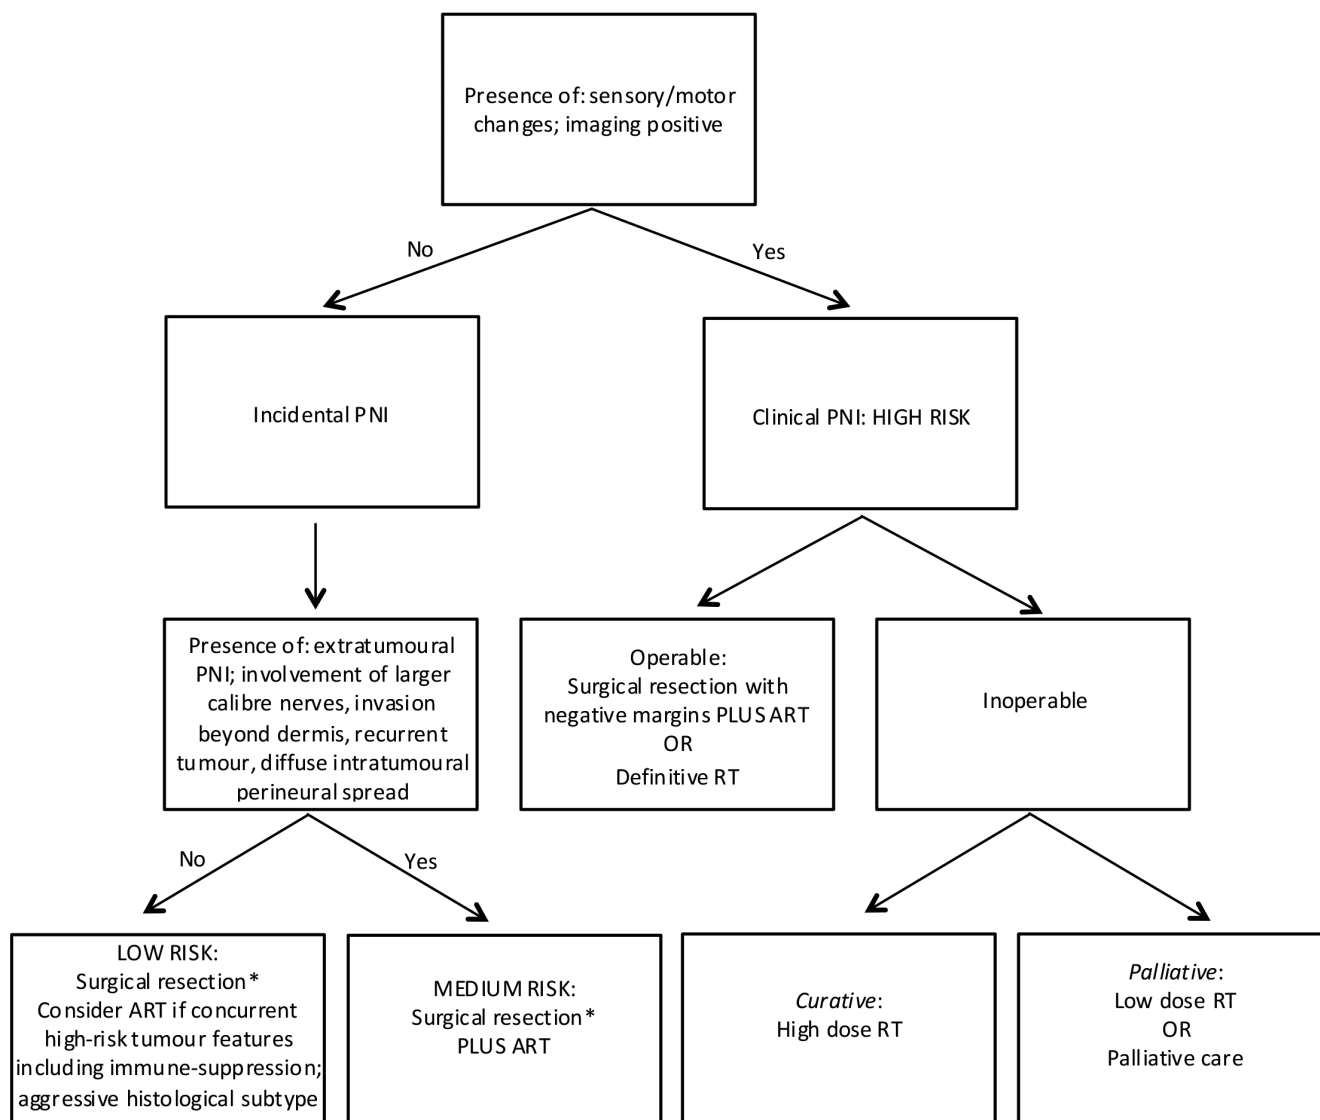 Presence of: sensory/motor
changes; imaging positive
No
Yes
Incidental PNI
Clinical PNI: HIGH RISK
Presence of: extratumoural
PNI; involvement of larger
calibre nerves, invasion
beyond dermis, recurrent
tumour, diffuse intratumoural
perineural spread
Operable:
Surgical resection with
negative margins PLUS ART
OR
Definitive RT
Inoperable
No
Yes
LOW RISK:
Surgical resection*
Consider ART if concurrent
high-risk tumour features
including immune-suppression;
aggressive histological subtype
MEDIUM RISK:
Surgical resection*
PLUS ART
Curative:
High dose RT
Palliative:
Low dose RT
OR
Palliative care